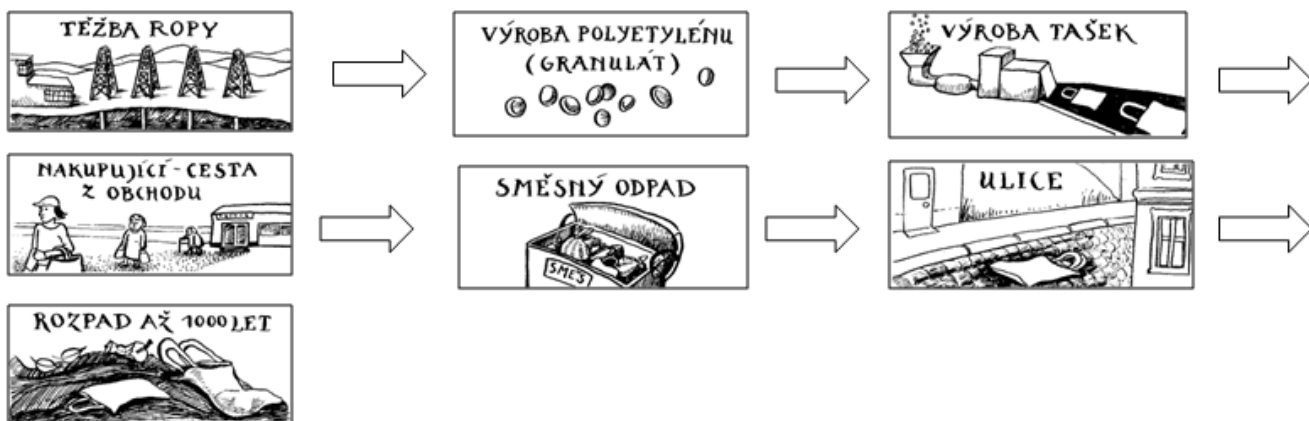 TĚŽBA ROPY
VÝROBA POLYETYLÉNU
(GRANULÁT)
VÝROBA TAŠEK
NAKUPUJÍCÍ - CESTA
Z OBCHODU
SMĚSNÝ ODPAD
SMĚS
ULICE
ROZPAD AŽ 1000 LET